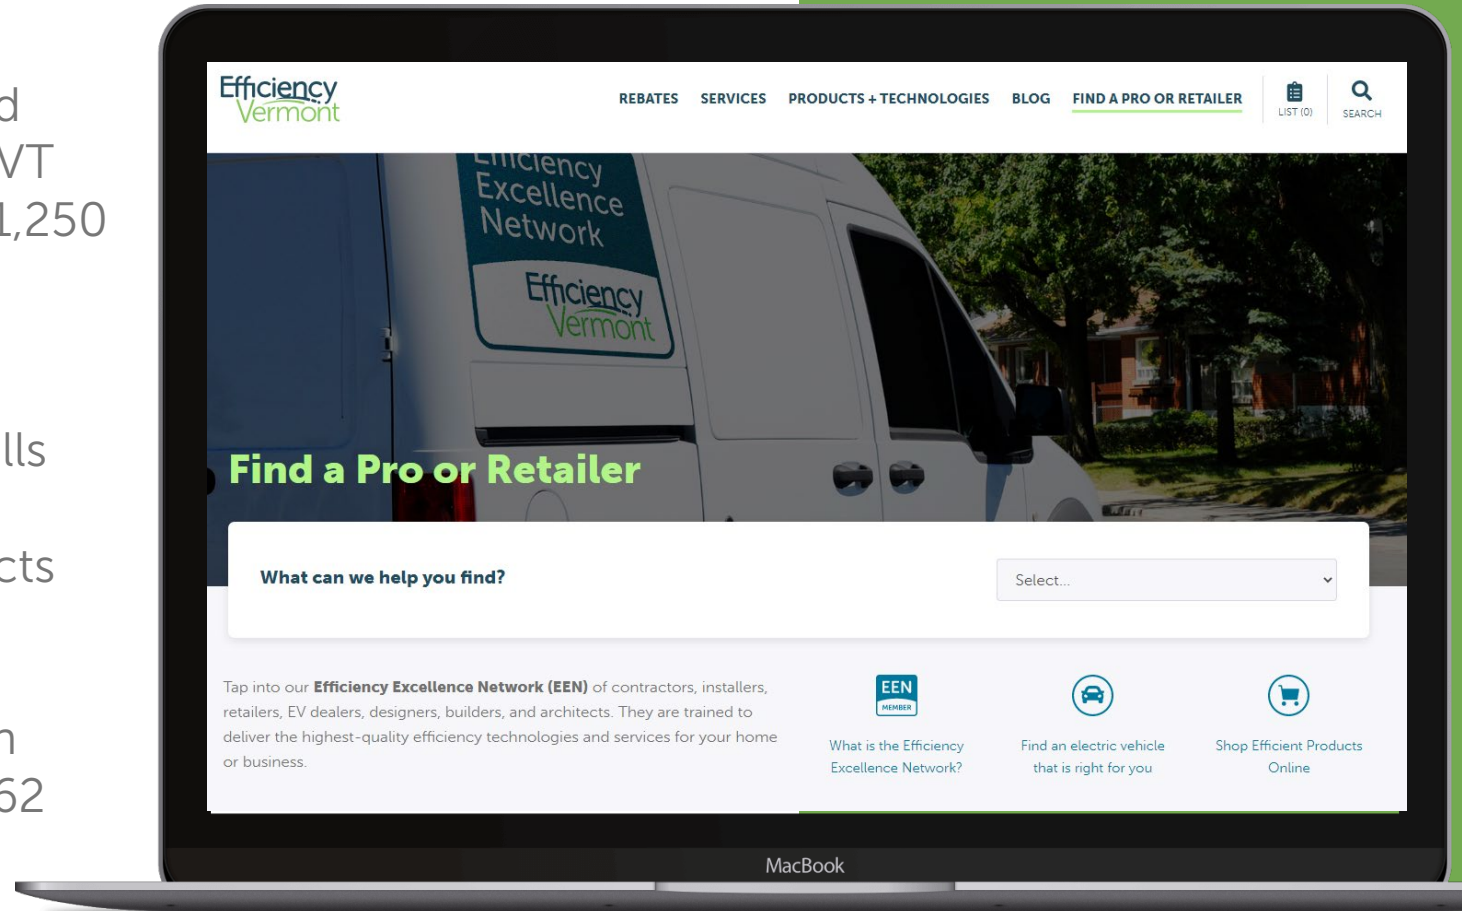 d
VT
1,250
lls
cts
n
62
Efficiency
Vermont
REBATES SERVICES PRODUCTS + TECHNOLOGIES BLOG FIND A PRO OR RETAILER LIST (0) SEARCH
Efficiency
Excellence
Network
Efficiency
Vermont
Find a Pro or Retailer
What can we help you find? Select...
Tap into our Efficiency Excellence Network (EEN) of contractors, installers,
retailers, EV dealers, designers, builders, and architects. They are trained to
deliver the highest-quality efficiency technologies and services for your home
or business.
EEN
MEMBER
What is the Efficiency
Excellence Network?
Find an electric vehicle
that is right for you
Shop Efficient Products
Online
MacBook